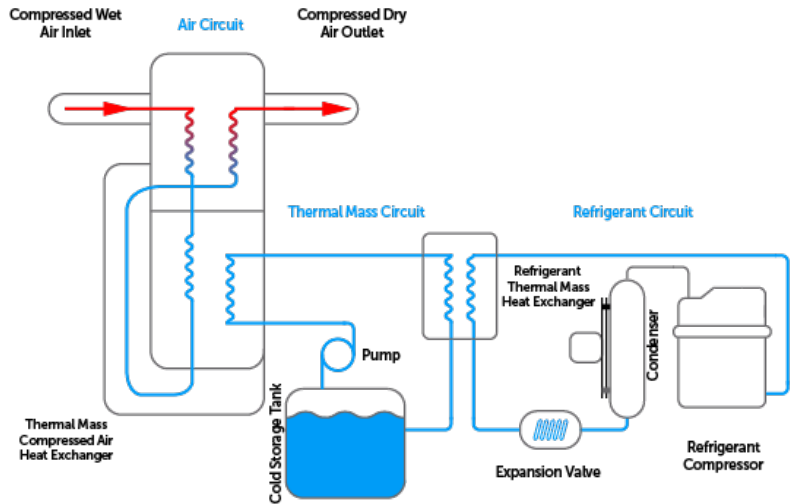 Compressed Wet
Air Inlet
Air Circuit
Compressed Dry
Air Outlet
Thermal Mass Circuit
Refrigerant Circuit
Refrigerant
Thermal Mass
Heat Exchanger
Condenser
Pump
Cold Storage Tank
Thermal Mass
Compressed Air
Heat Exchanger
Expansion Valve
Refrigerant
Compressor